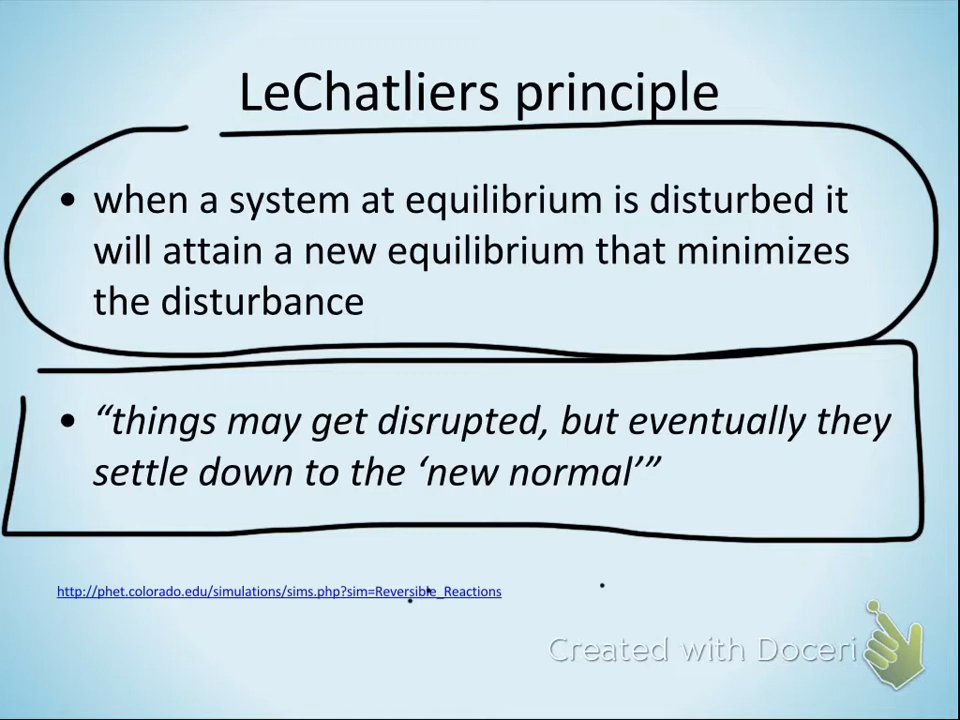 LeChatliers principle
• when a system at equilibrium is disturbed it
will attain a new equilibrium that minimizes
the disturbance
• “things may get disrupted, but eventually they
settle down to the ‘new normal’”
http://phet.colorado.edu/simulations/sims.php?sim=Reversible_Reactions
Created with Doceri